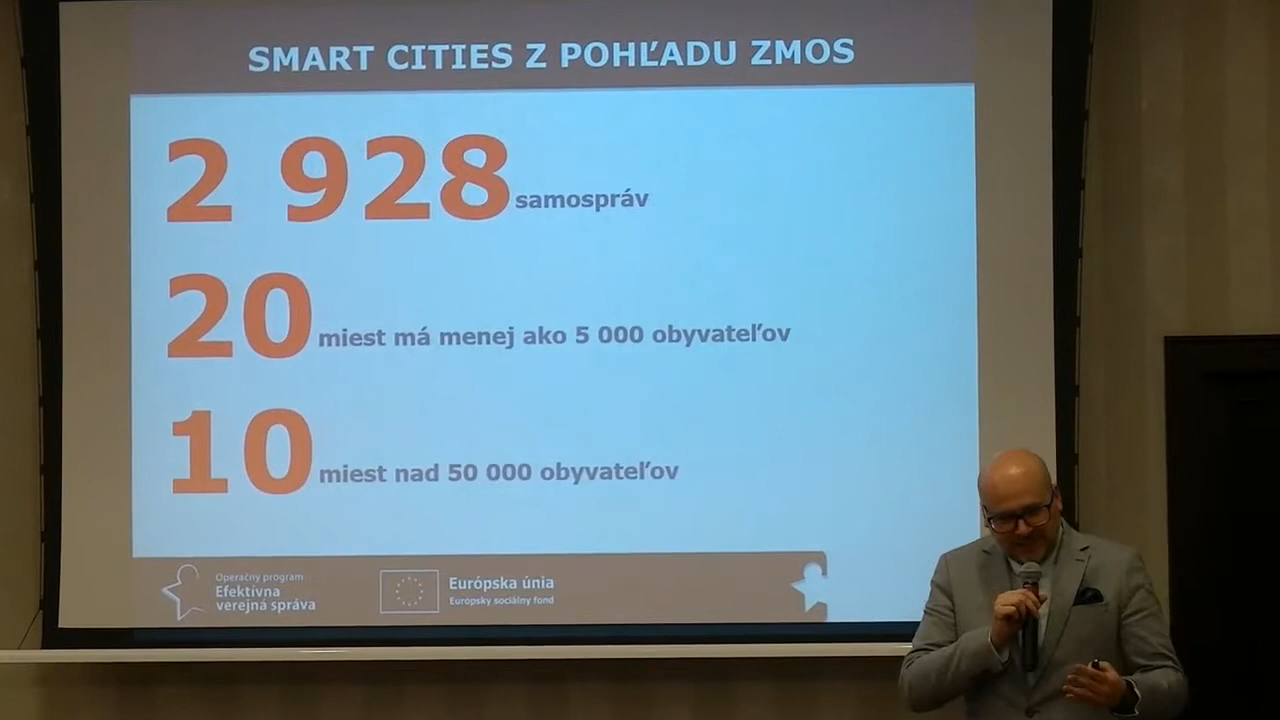 SMART CITIES Z POHĽADU ZMOS
2 928 samospráv
20 miest má menej ako 5 000 obyvateľov
10 miest nad 50 000 obyvateľov
Operačný program
Efektívna
verejná správa
Európska únia
Európsky sociálny fond